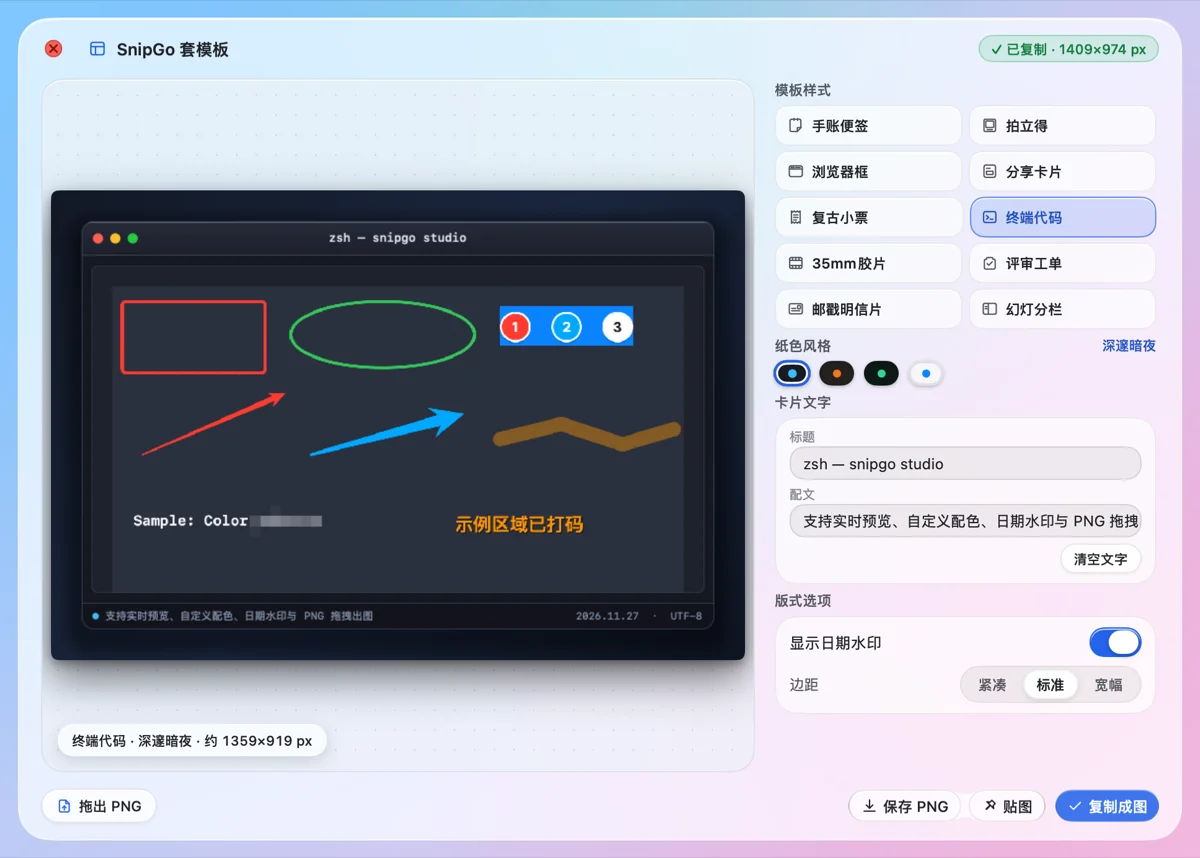 SnipGo 套模板
已复制 · 1409×974 px
zsh — snipgo studio
1
2
3
Sample: Color
示例区域已打码
支持实时预览、自定义配色、日期水印与 PNG 拖拽出图
2026.11.27 · UTF-8
终端代码 · 深邃暗夜 · 约 1359×919 px
模板样式
手账便签
拍立得
浏览器框
分享卡片
复古小票
终端代码
35mm胶片
评审工单
邮戳明信片
幻灯分栏
纸色风格
深邃暗夜
卡片文字
标题
zsh — snipgo studio
配文
支持实时预览、自定义配色、日期水印与 PNG 拖拽
清空文字
版式选项
显示日期水印
边距
紧凑
标准
宽幅
拖出 PNG
保存 PNG
贴图
复制成图